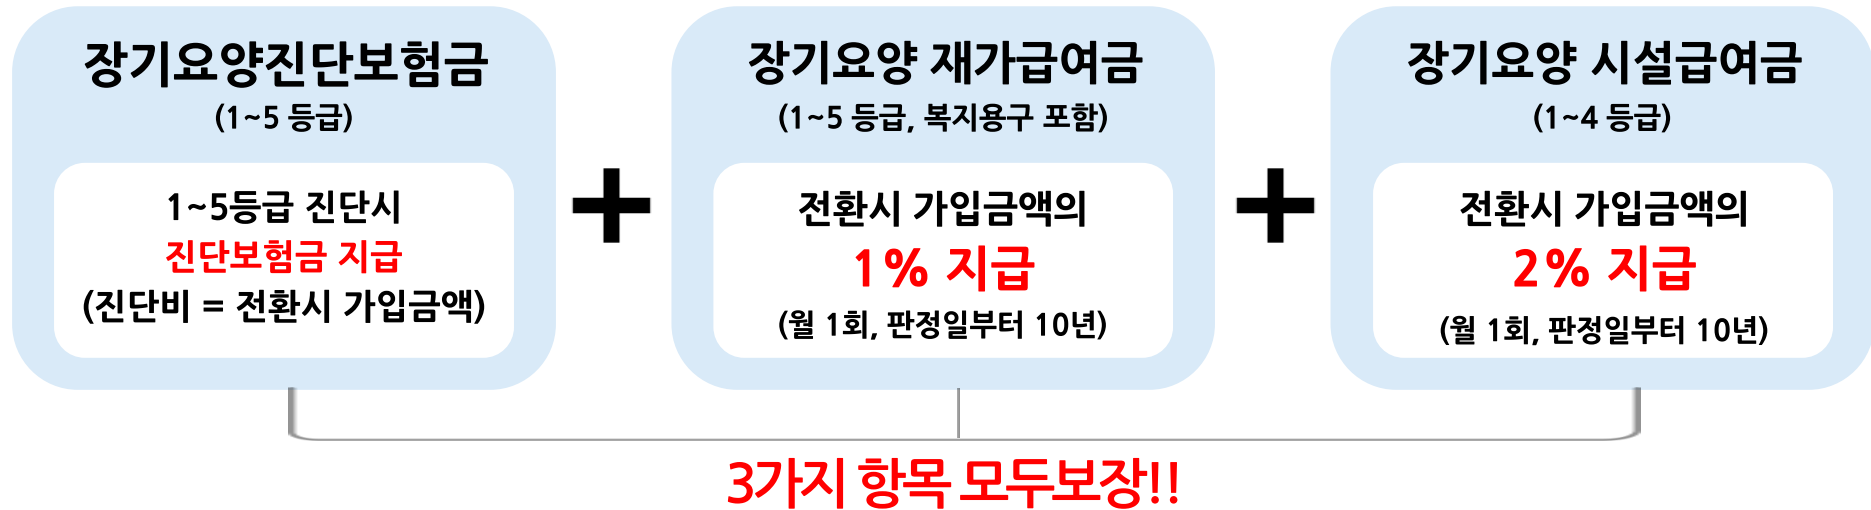 장기요양진단보험금
(1~5 등급)
1~5등급 진단시
진단보험금 지급
(진단비 = 전환시 가입금액)
+
장기요양 재가급여금
(1~5 등급, 복지용구 포함)
전환시 가입금액의
1% 지급
(월 1회, 판정일부터 10년)
+
장기요양 시설급여금
(1~4 등급)
전환시 가입금액의
2% 지급
(월 1회, 판정일부터 10년)
3가지 항목 모두보장!!